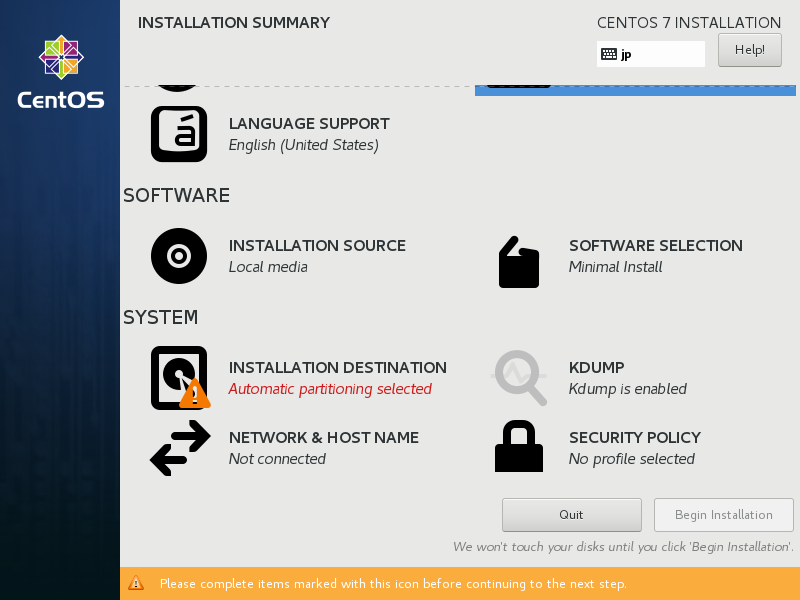 INSTALLATION SUMMARY
CENTOS 7 INSTALLATION
jp
Help!
CentOS
á
LANGUAGE SUPPORT
English (United States)
SOFTWARE
INSTALLATION SOURCE
Local media
SOFTWARE SELECTION
Minimal Install
SYSTEM
INSTALLATION DESTINATION
Automatic partitioning selected
KDUMP
Kdump is enabled
NETWORK & HOST NAME
Not connected
SECURITY POLICY
No profile selected
Quit
Begin Installation
We won't touch your disks until you click 'Begin Installation'.
Please complete items marked with this icon before continuing to the next step.